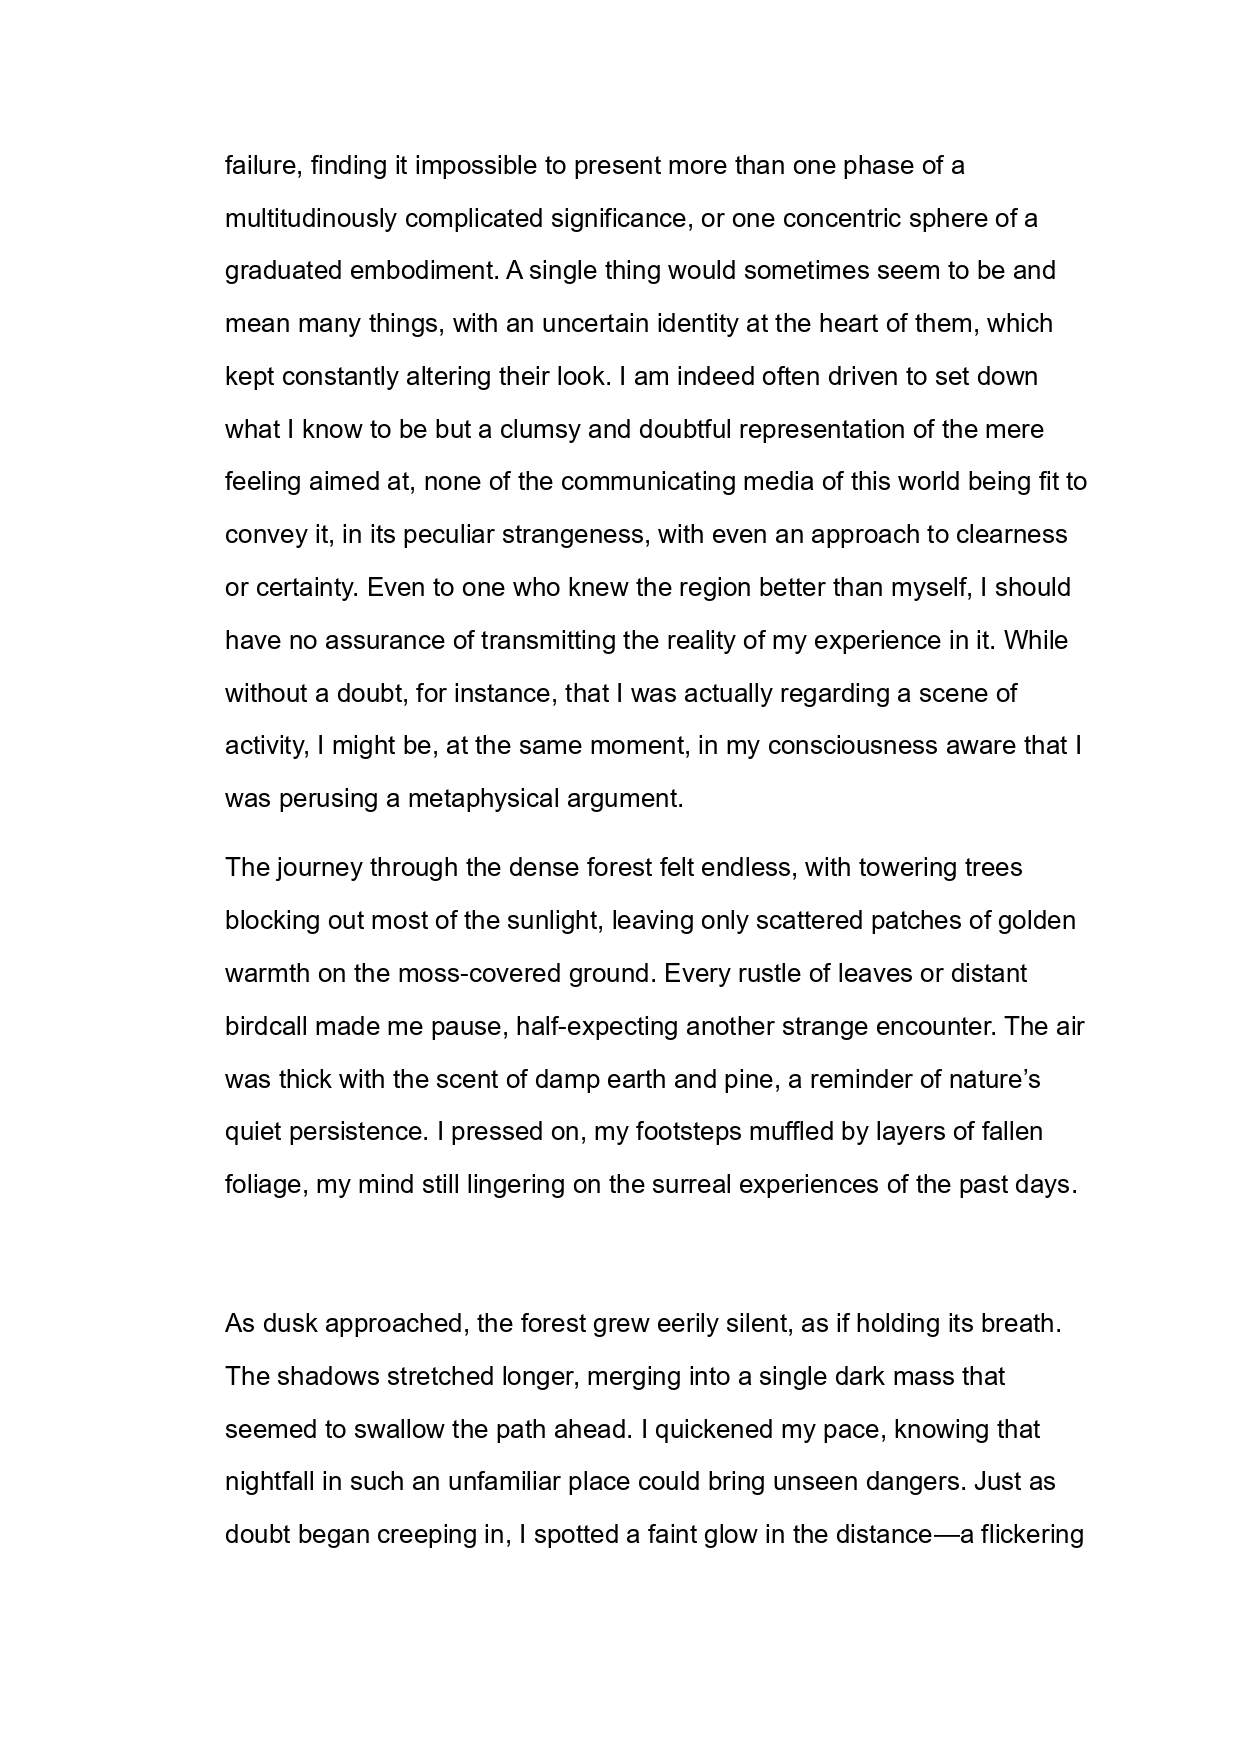 failure, finding it impossible to present more than one phase of a
multitudinously complicated significance, or one concentric sphere of a
graduated embodiment. A single thing would sometimes seem to be and
mean many things, with an uncertain identity at the heart of them, which
kept constantly altering their look. I am indeed often driven to set down
what I know to be but a clumsy and doubtful representation of the mere
feeling aimed at, none of the communicating media of this world being fit to
convey it, in its peculiar strangeness, with even an approach to clearness
or certainty. Even to one who knew the region better than myself, I should
have no assurance of transmitting the reality of my experience in it. While
without a doubt, for instance, that I was actually regarding a scene of
activity, I might be, at the same moment, in my consciousness aware that I
was perusing a metaphysical argument.
The journey through the dense forest felt endless, with towering trees
blocking out most of the sunlight, leaving only scattered patches of golden
warmth on the moss-covered ground. Every rustle of leaves or distant
birdcall made me pause, half-expecting another strange encounter. The air
was thick with the scent of damp earth and pine, a reminder of nature’s
quiet persistence. I pressed on, my footsteps muffled by layers of fallen
foliage, my mind still lingering on the surreal experiences of the past days.
As dusk approached, the forest grew eerily silent, as if holding its breath.
The shadows stretched longer, merging into a single dark mass that
seemed to swallow the path ahead. I quickened my pace, knowing that
nightfall in such an unfamiliar place could bring unseen dangers. Just as
doubt began creeping in, I spotted a faint glow in the distance—a flickering